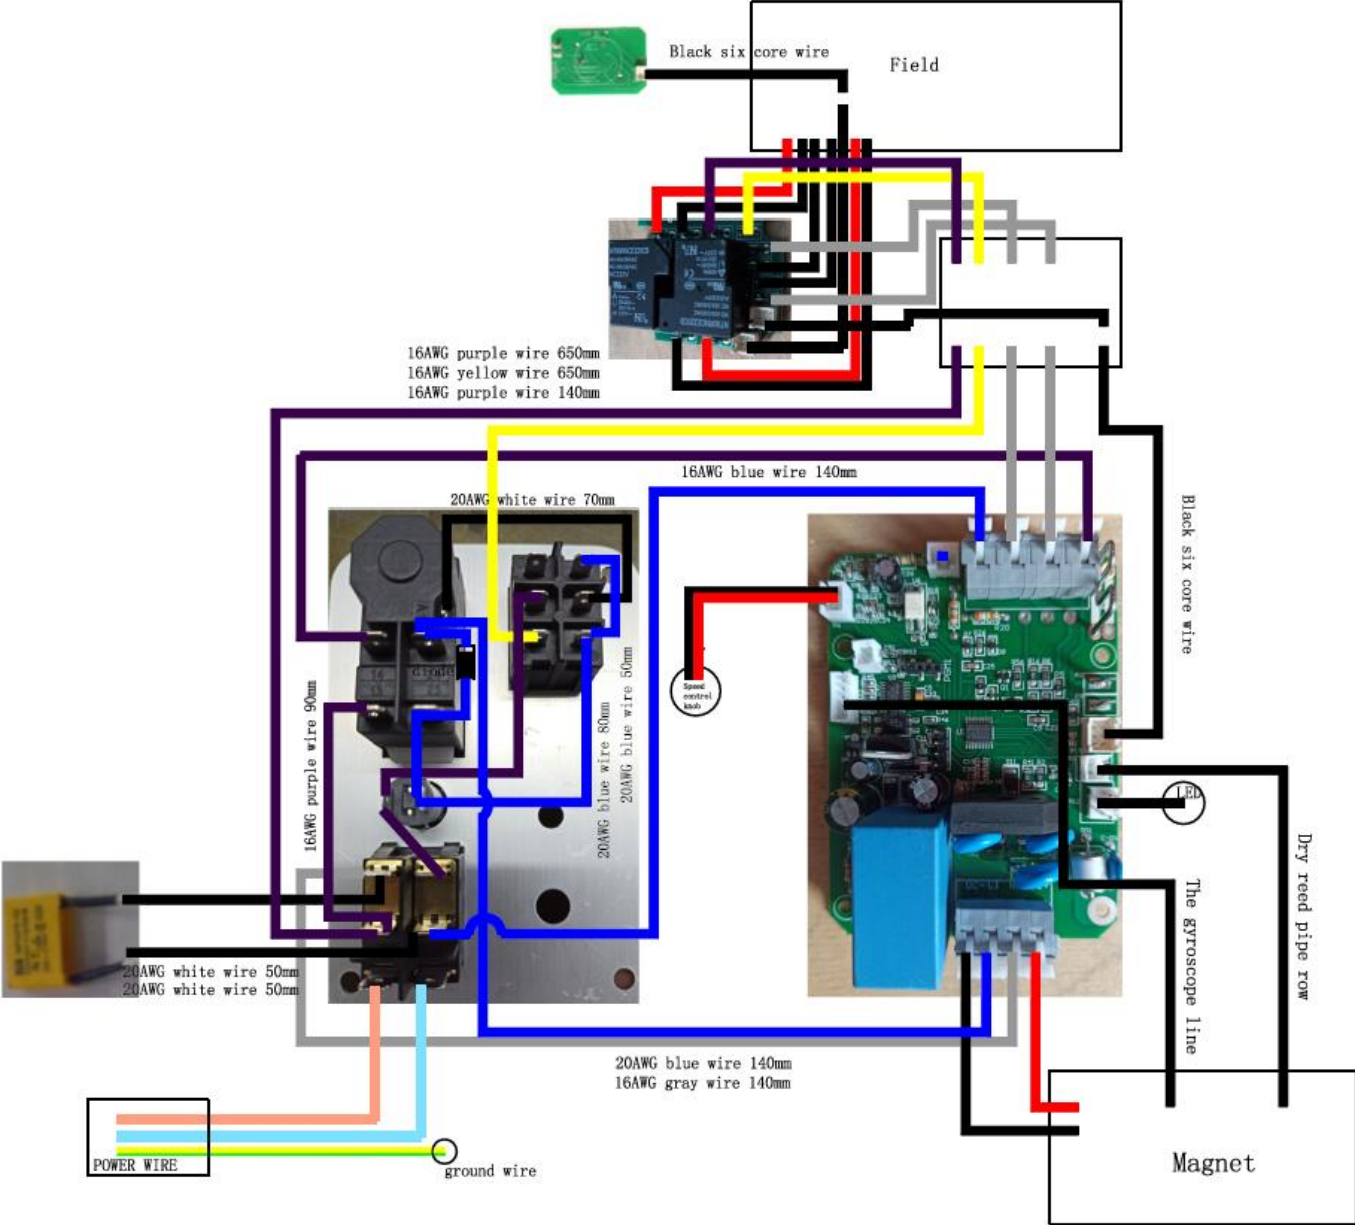 Black six core wire
Field
16AWG purple wire 650mm
16AWG yellow wire 650mm
16AWG purple wire 140mm
16AWG blue wire 140mm
20AWG white wire 70mm
Black six core wire
Speed
control
knob
20AWG blue wire 50mm
20AWG blue wire 80mm
16AWG purple wire 90mm
LED
Dry reed pipe row
The gyroscope line
20AWG white wire 50mm
20AWG white wire 50mm
20AWG blue wire 140mm
16AWG gray wire 140mm
POWER WIRE
ground wire
Magnet